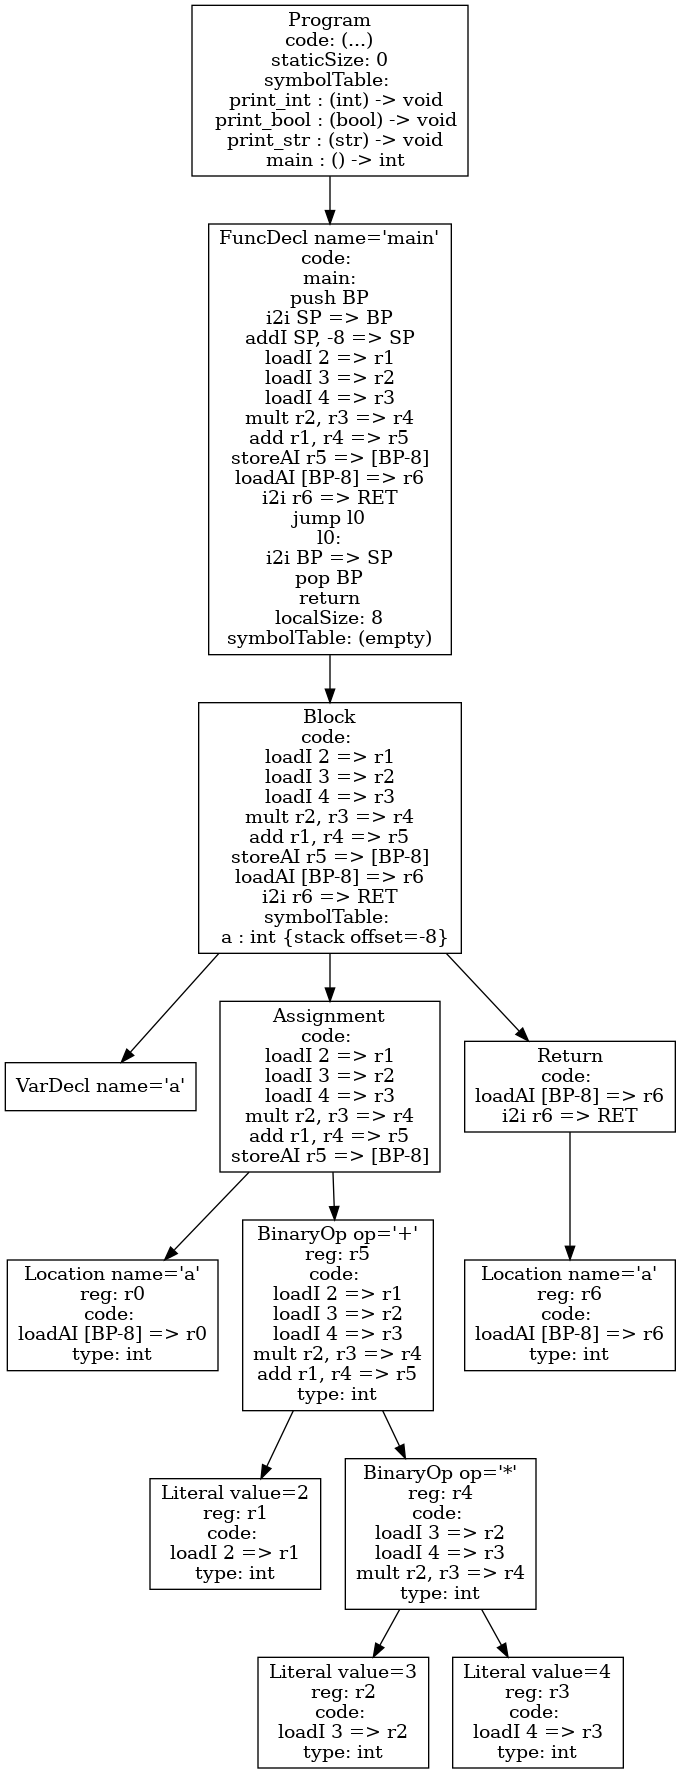 Program
code: (...)
staticSize: 0
symbolTable:
print_int : (int) -> void
print_bool : (bool) -> void
print_str : (str) -> void
main : () -> int
FuncDecl name='main'
code:
main:
push BP
i2i SP => BP
addI SP, -8 => SP
loadI 2 => r1
loadI 3 => r2
loadI 4 => r3
mult r2, r3 => r4
add r1, r4 => r5
storeAI r5 => [BP-8]
loadAI [BP-8] => r6
i2i r6 => RET
jump l0
l0:
i2i BP => SP
pop BP
return
localSize: 8
symbolTable: (empty)
Block
code:
loadI 2 => r1
loadI 3 => r2
loadI 4 => r3
mult r2, r3 => r4
add r1, r4 => r5
storeAI r5 => [BP-8]
loadAI [BP-8] => r6
i2i r6 => RET
symbolTable:
a : int {stack offset=-8}
VarDecl name='a'
Assignment
code:
loadI 2 => r1
loadI 3 => r2
loadI 4 => r3
mult r2, r3 => r4
add r1, r4 => r5
storeAI r5 => [BP-8]
Return
code:
loadAI [BP-8] => r6
i2i r6 => RET
Location name='a'
reg: r0
code:
loadAI [BP-8] => r0
type: int
BinaryOp op='+'
reg: r5
code:
loadI 2 => r1
loadI 3 => r2
loadI 4 => r3
mult r2, r3 => r4
add r1, r4 => r5
type: int
Location name='a'
reg: r6
code:
loadAI [BP-8] => r6
type: int
Literal value=2
reg: r1
code:
loadI 2 => r1
type: int
BinaryOp op='*'
reg: r4
code:
loadI 3 => r2
loadI 4 => r3
mult r2, r3 => r4
type: int
Literal value=3
reg: r2
code:
loadI 3 => r2
type: int
Literal value=4
reg: r3
code:
loadI 4 => r3
type: int